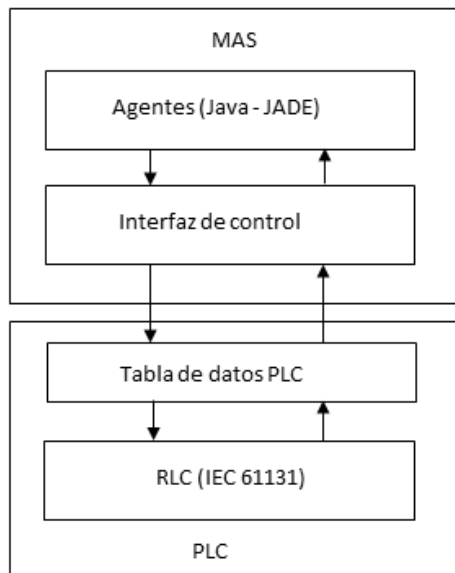 MAS
Agentes (Java - JADE)
Interfaz de control
Tabla de datos PLC
RLC (IEC 61131)
PLC